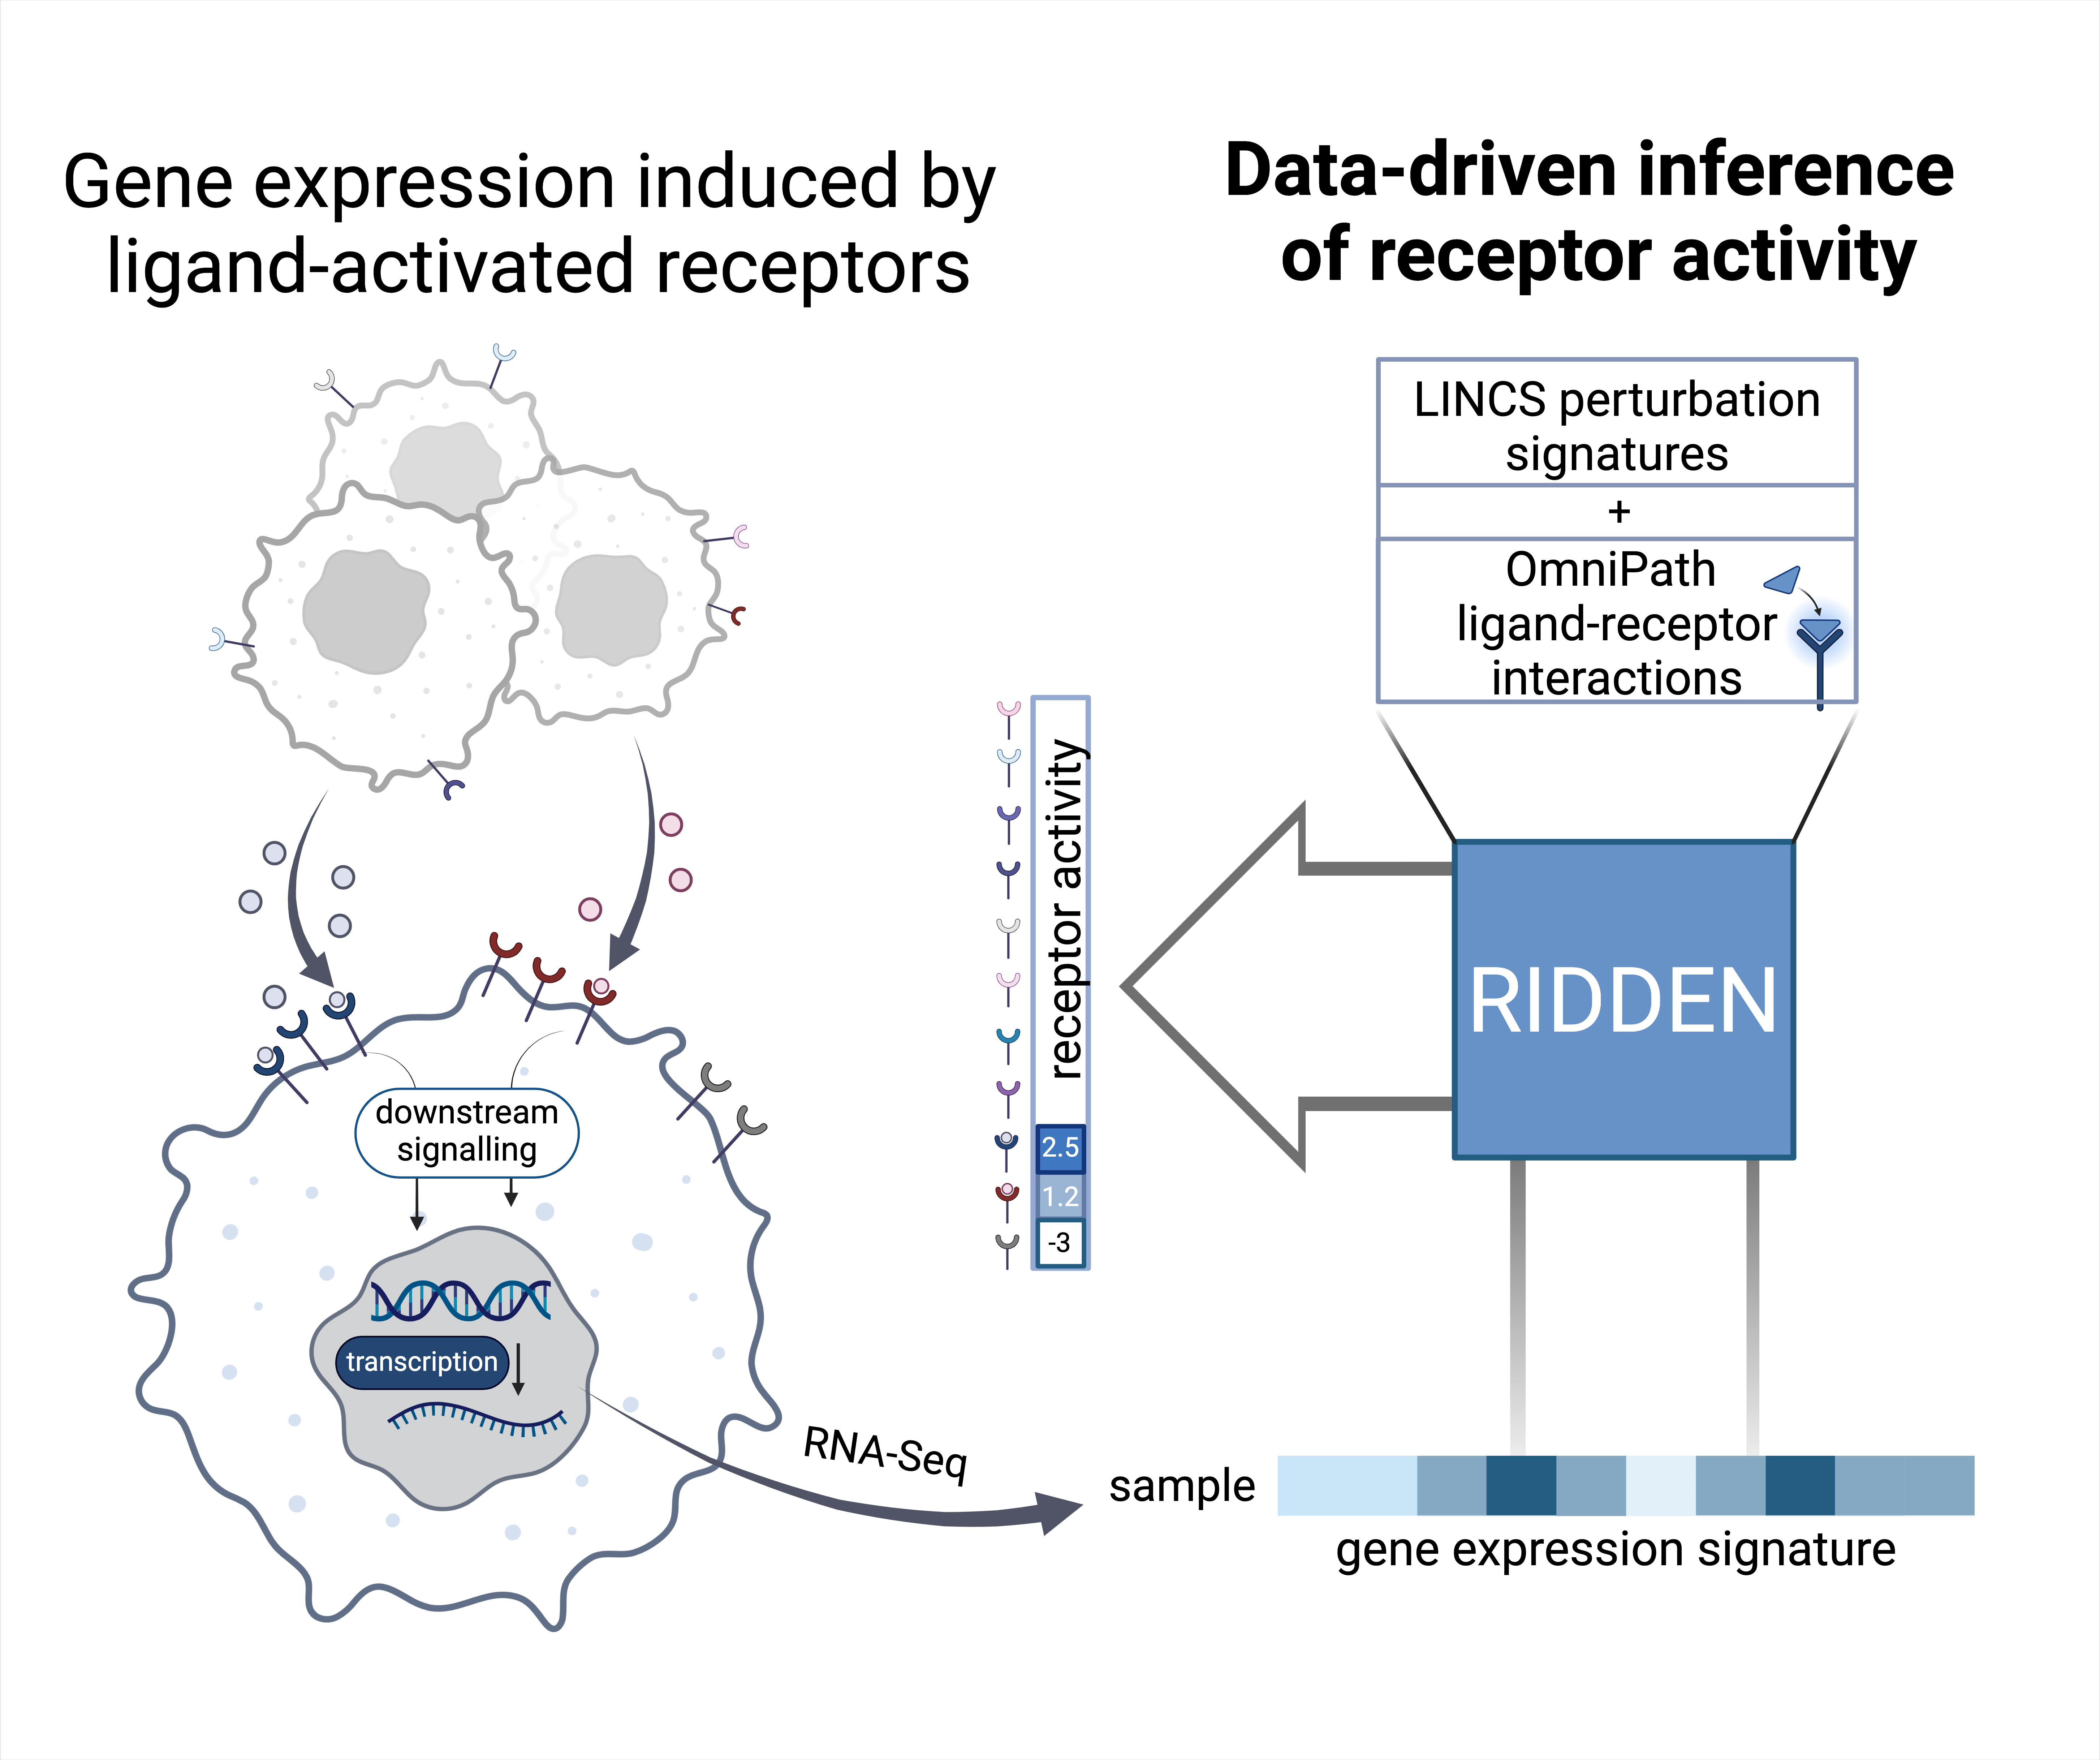 Gene expression induced by
ligand-activated receptors
Data-driven inference
of receptor activity
LINCS perturbation
signatures
+
OmniPath
ligand-receptor
interactions
receptor activity
2.5
1.2
-3
RIDDEN
downstream
signalling
transcription
RNA-Seq
sample
gene expression signature